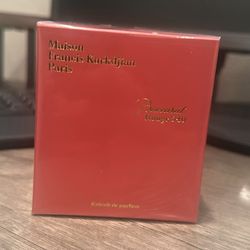 Maison
Francis Kurkdjian
Paris
Baccarat
Rouge 540
Extrait de parfum